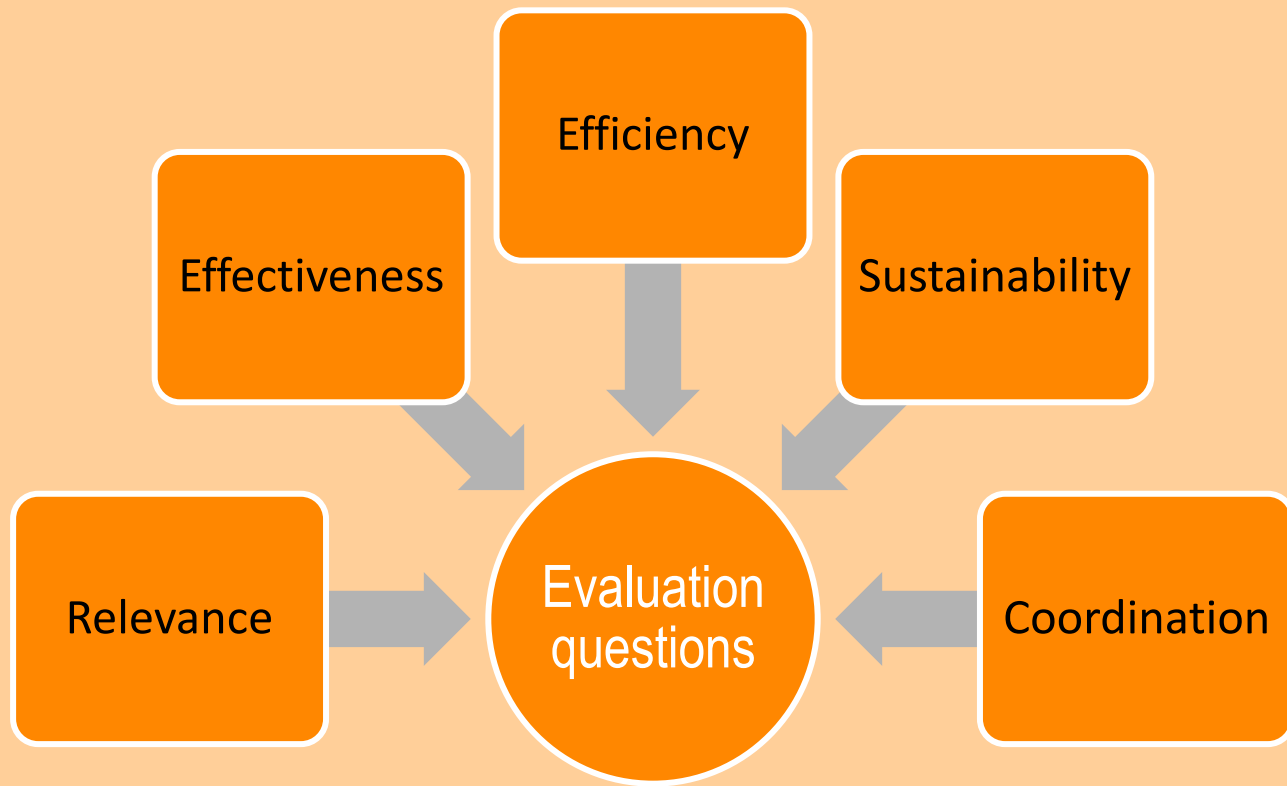 Efficiency
Effectiveness
Sustainability
Relevance
Evaluation
questions
Coordination